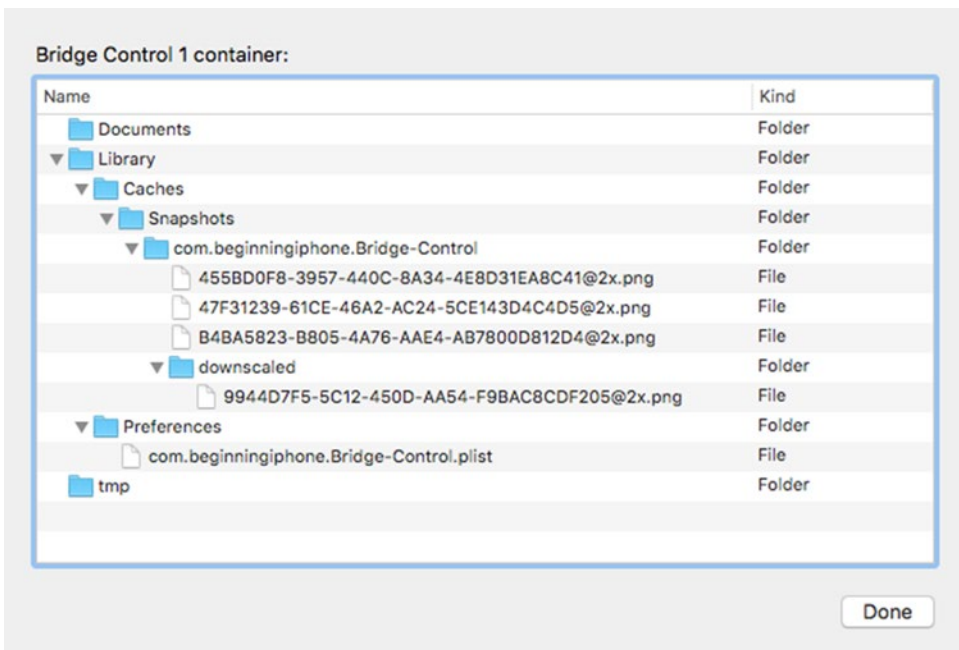 Bridge Control 1 container:
Name Kind
Documents Folder
Library Folder
Caches Folder
Snapshots Folder
com.beginningiphone.Bridge-Control Folder
455BD0F8-3957-440C-8A34-4E8D31EA8C41@2x.png File
47F31239-61CE-46A2-AC24-5CE143D4C4D5@2x.png File
B4BA5823-B805-4A76-AAE4-AB7800D812D4@2x.png File
downscaled Folder
9944D7F5-5C12-450D-AA54-F9BAC8CDF205@2x.png File
Preferences Folder
com.beginningiphone.Bridge-Control.plist File
tmp Folder
Done